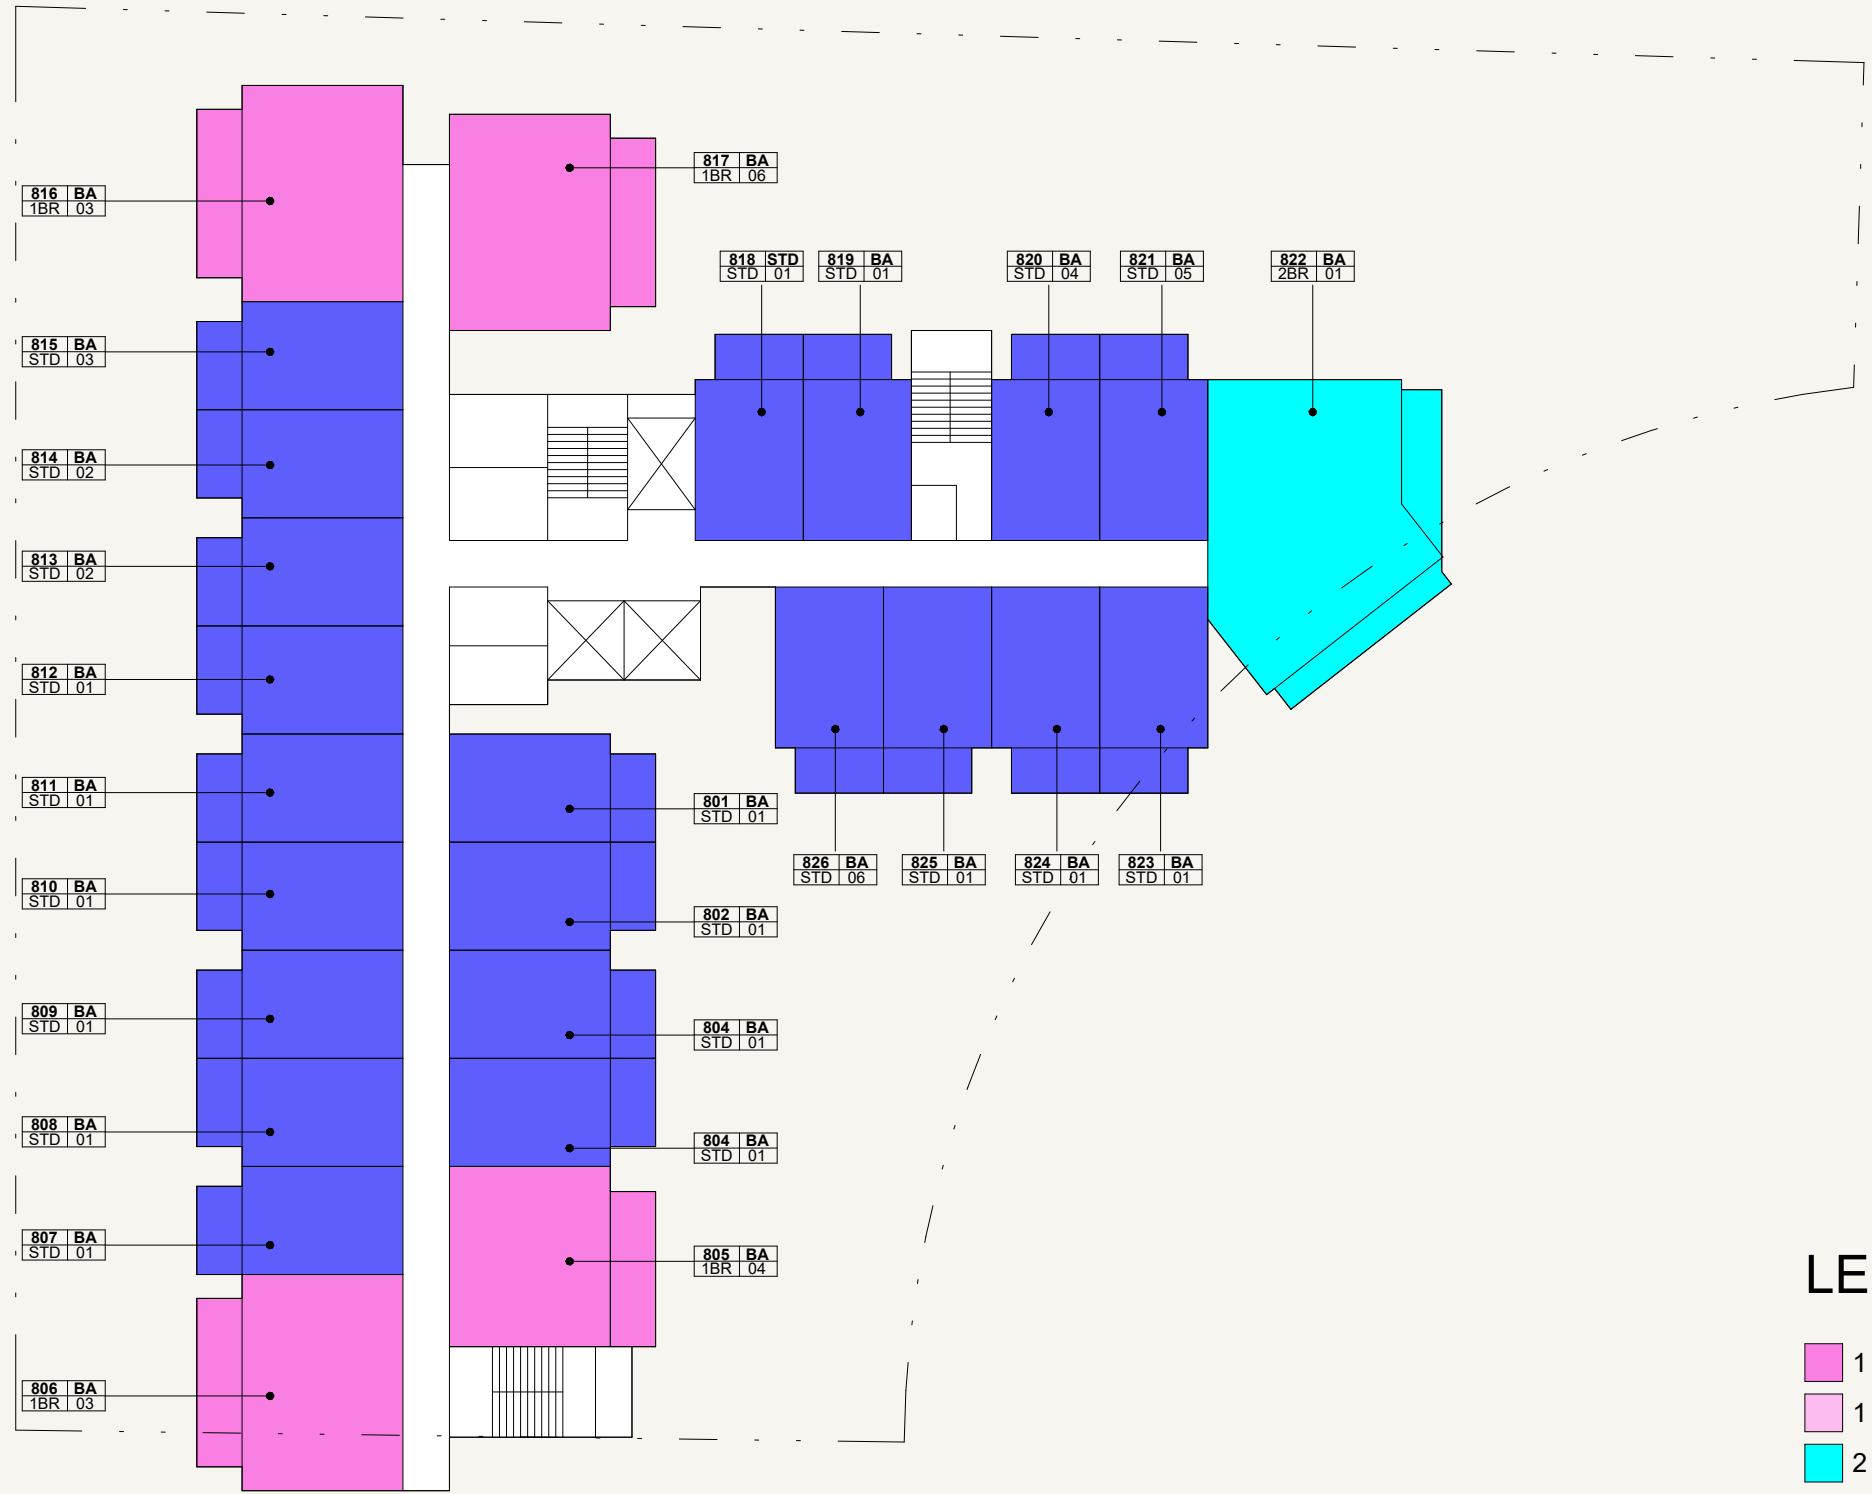 817 BA
1BR 06
816 BA
1BR 03
818 STD
STD 01
819 BA
STD 01
820 BA
STD 04
821 BA
STD 05
822 BA
2BR 01
815 BA
STD 03
814 BA
STD 02
813 BA
STD 02
812 BA
STD 01
811 BA
STD 01
801 BA
STD 01
826 BA
STD 06
825 BA
STD 01
824 BA
STD 01
823 BA
STD 01
810 BA
STD 01
802 BA
STD 01
809 BA
STD 01
804 BA
STD 01
808 BA
STD 01
804 BA
STD 01
807 BA
STD 01
805 BA
1BR 04
806 BA
1BR 03
LE
1
1
2